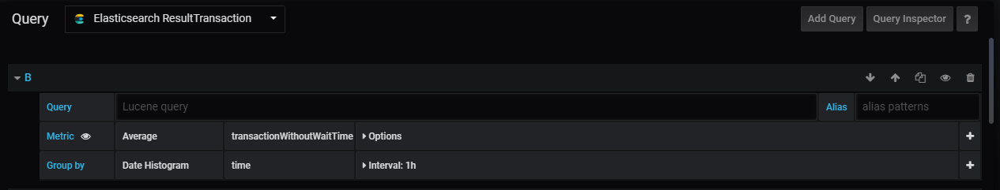 Query Elasticsearch ResultTransaction Add Query Query Inspector ?
B
Query Lucene query Alias alias patterns
Metric Average transactionWithoutWaitTime Options +
Group by Date Histogram time Interval: 1h +